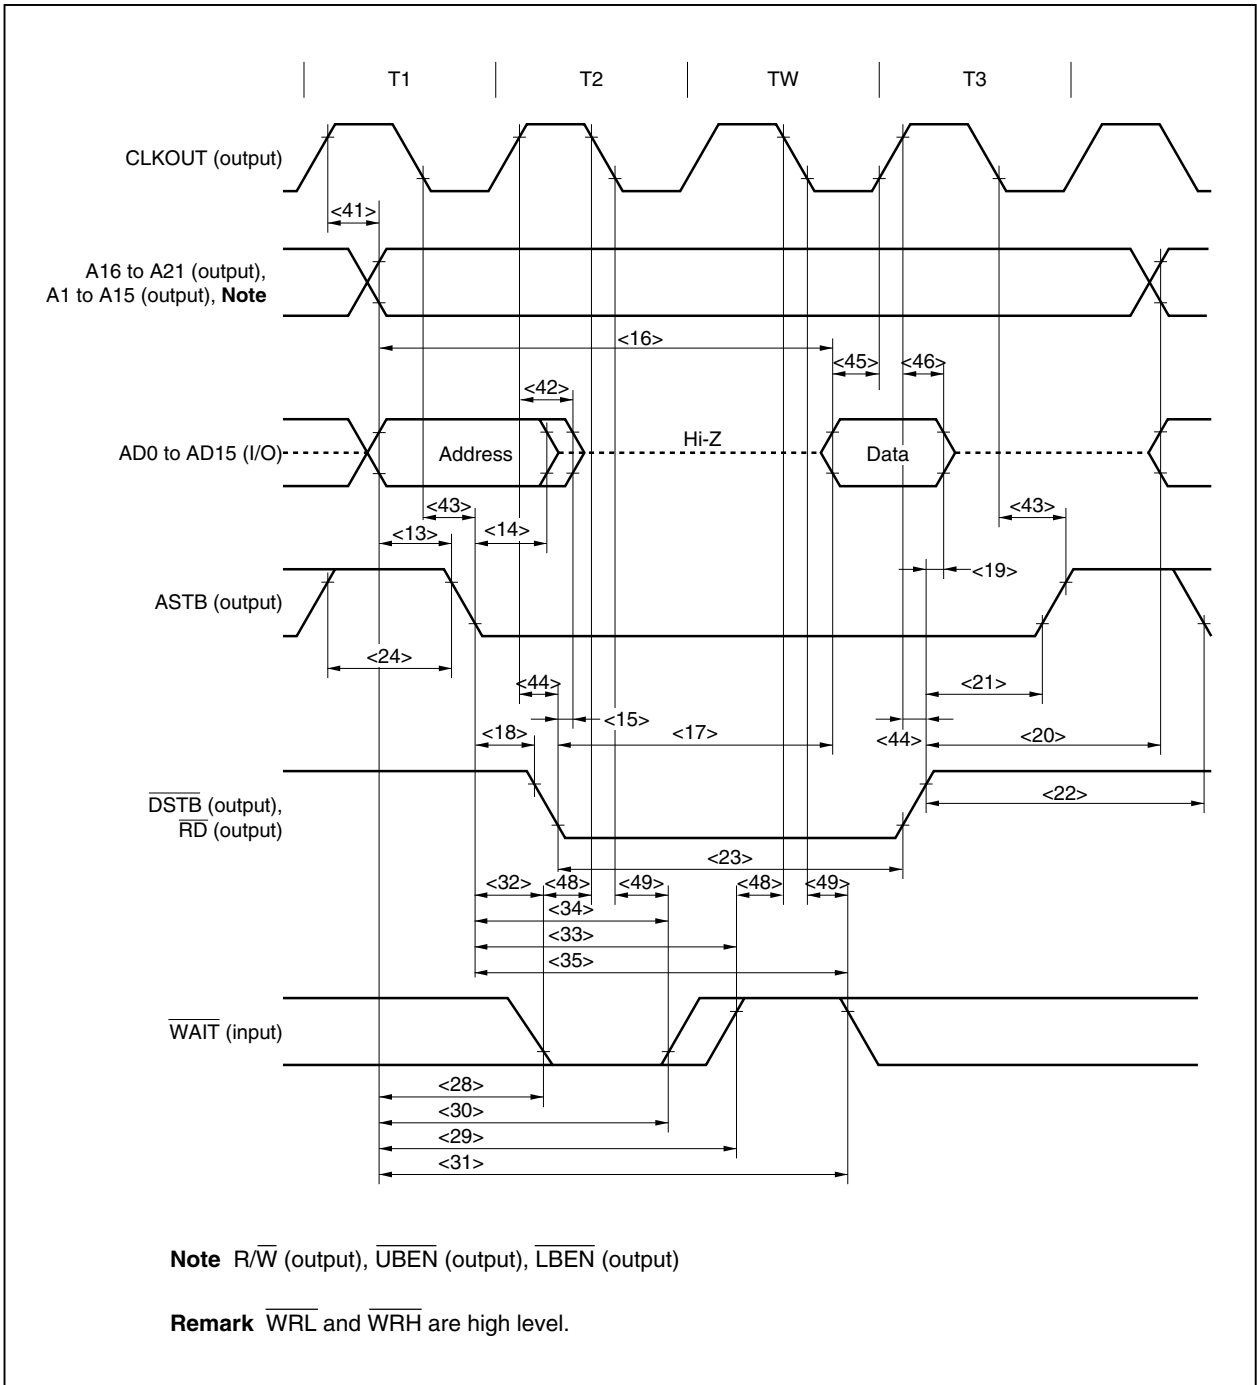 T1 T2 TW T3
CLKOUT (output)
<41>
A16 to A21 (output),
A1 to A15 (output), Note
<16>
<45> <46>
<42>
AD0 to AD15 (I/O) Address Hi-Z Data
<43> <43>
<13> <14>
<19>
ASTB (output)
<24>
<44> <21>
<15>
<18> <17> <44> <20>
DSTB (output),
RD (output)
<22>
<23>
<32> <48> <49> <48> <49>
<34>
<33>
<35>
WAIT (input)
<28>
<30>
<29>
<31>
Note R/W (output), UBEN (output), LBEN (output)
Remark WRL and WRH are high level.